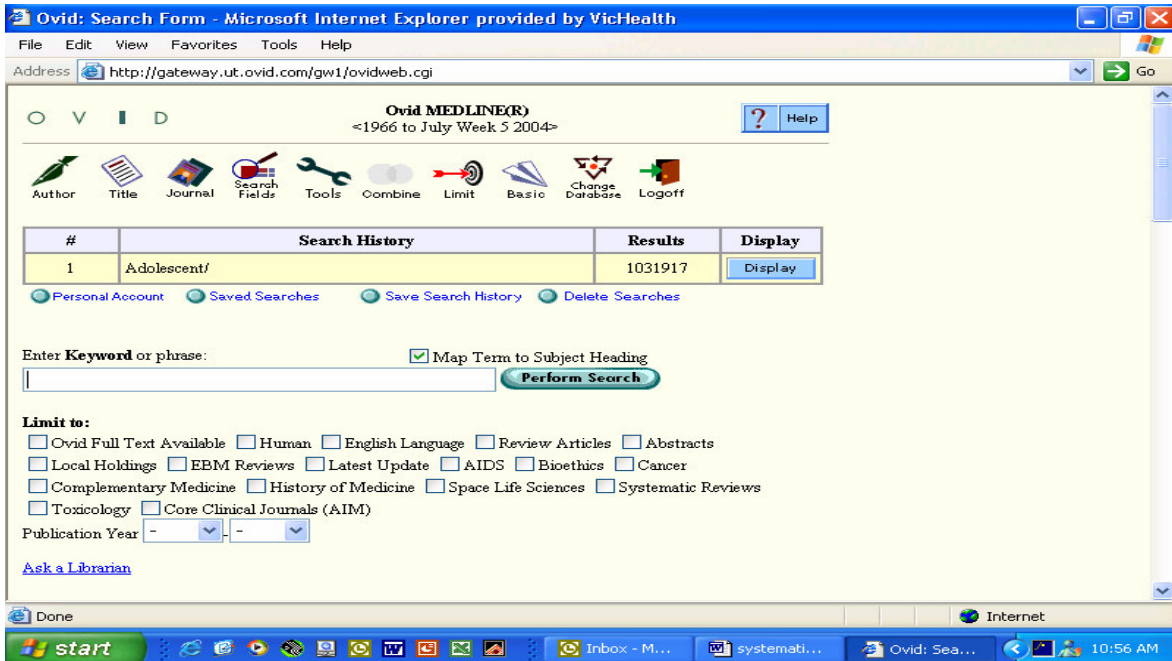 Ovid: Search Form - Microsoft Internet Explorer provided by VicHealth
File Edit View Favorites Tools Help
Address http://gateway.ut.ovid.com/gw1/ovidweb.cgi Go
O V I D Ovid MEDLINE(R) ? Help
<1966 to July Week 5 2004>
Author Title Journal Search Fields Tools Combine Limit Basic Change Database Logoff
# Search History Results Display
1 Adolescent/ 1031917 Display
Personal Account Saved Searches Save Search History Delete Searches
Enter Keyword or phrase: Map Term to Subject Heading
Perform Search
Limit to:
Ovid Full Text Available Human English Language Review Articles Abstracts
Local Holdings EBM Reviews Latest Update AIDS Bioethics Cancer
Complementary Medicine History of Medicine Space Life Sciences Systematic Reviews
Toxicology Core Clinical Journals (AIM)
Publication Year - - -
Ask a Librarian
Done Internet
start Inbox - M... systemati... Ovid: Sea... 10:56 AM